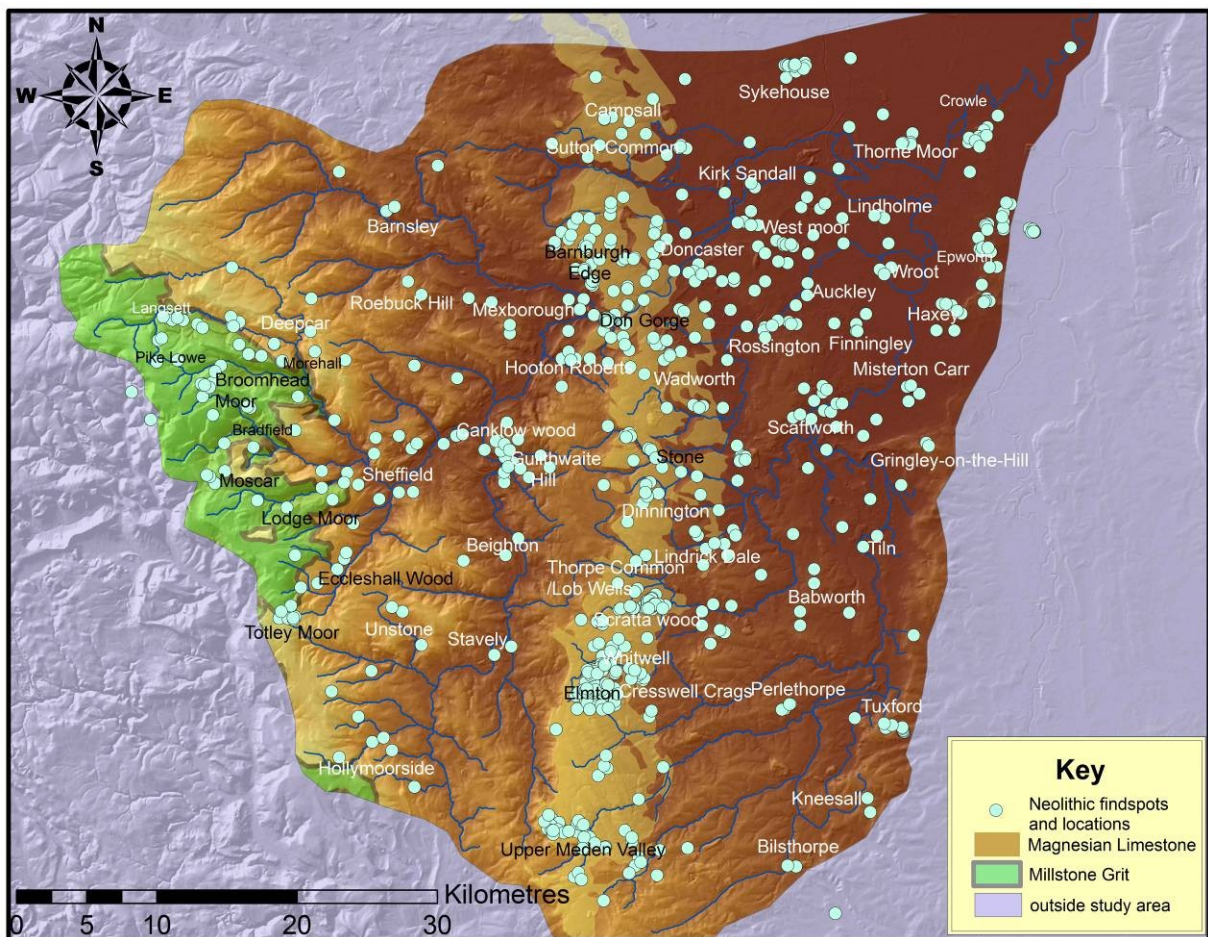 N
W E
S
Sykehouse
Crowle
Campsall
Sutton Common
Thorne Moor
Kirk Sandall
Lindholme
Barnsley
West moor
Barnburgh
Edge
Doncaster
Epworth
Wroot
Roebuck Hill
Mexborough
Auckley
Langsett
Deepcar
Don Gorge
Haxey
Rossington
Finningley
Pike Lowe
Morehall
Hooton Roberts
Misterton Carr
Broomhead
Moor
Wadworth
Bradfield
Canklow wood
Scaftworth
Guilthwaite
Hill
Stone
Gringley-on-the-Hill
Moscar
Sheffield
Lodge Moor
Dinnington
Beighton
Lindrick Dale
Tiln
Thorpe Common
/Lob Wells
Eccleshall Wood
Babworth
Totley Moor
Unstone
Stavely
Scratta wood
Whitwell
Elmton
Cresswell Crags
Perlethorpe
Tuxford
Hollymoorside
Kneesall
Upper Meden Valley
Bilsthorpe
Kilometres
0 5 10 20 30
Key
Neolithic findspots
and locations
Magnesian Limestone
Millstone Grit
outside study area